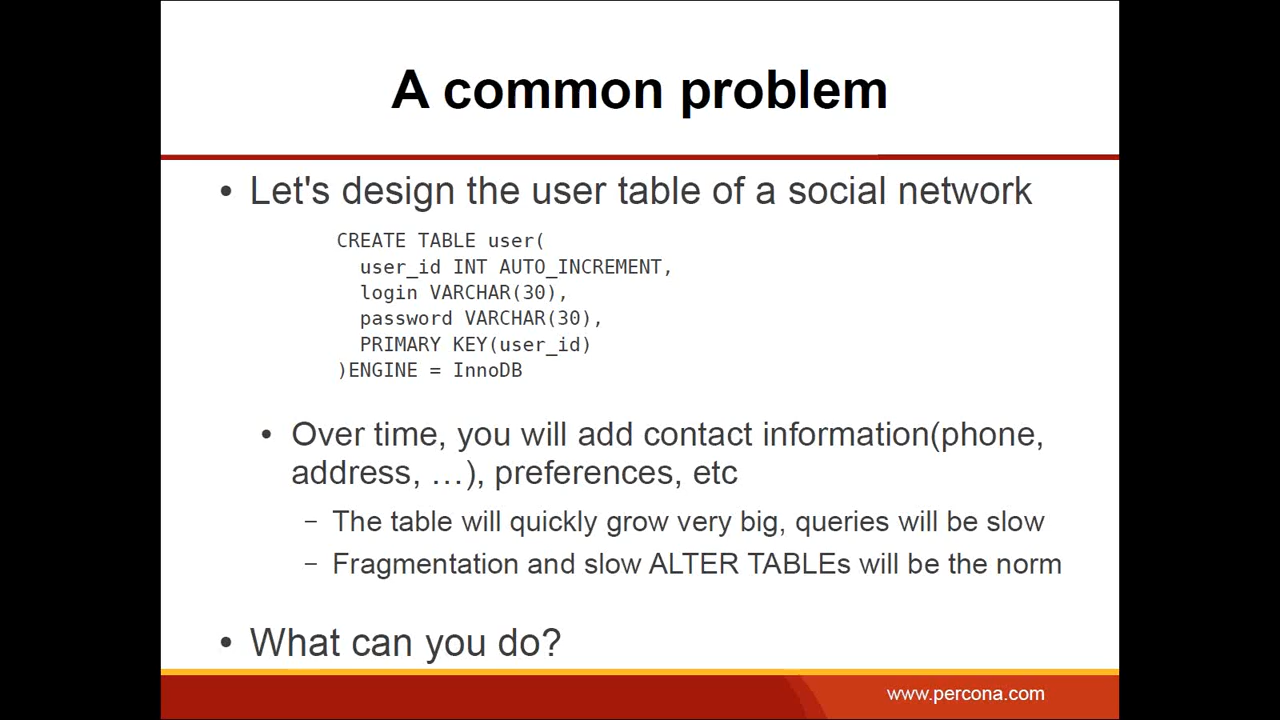 A common problem
• Let's design the user table of a social network
CREATE TABLE user(
user_id INT AUTO_INCREMENT,
login VARCHAR(30),
password VARCHAR(30),
PRIMARY KEY(user_id)
)ENGINE = InnoDB
• Over time, you will add contact information(phone,
address, …), preferences, etc
– The table will quickly grow very big, queries will be slow
– Fragmentation and slow ALTER TABLEs will be the norm
• What can you do?
www.percona.com